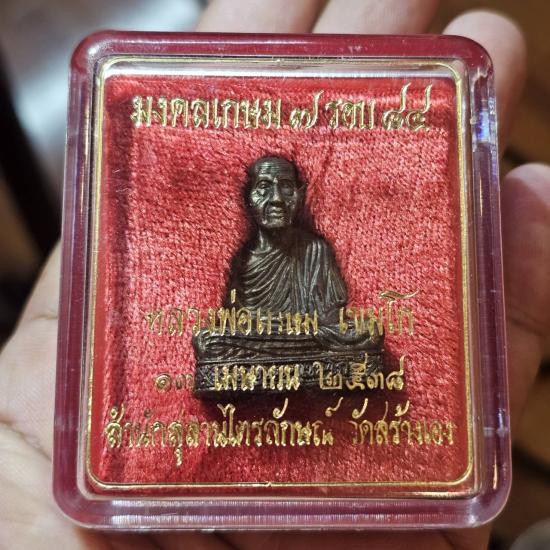 มงคลเกษม ๗ รอบ ๘๔
หลวงพ่อเกษม เขมโก
๑๓ เมษายน ๒๕๓๘
สำนักสุสานไตรลักษณ์ วัดสร้างเอง